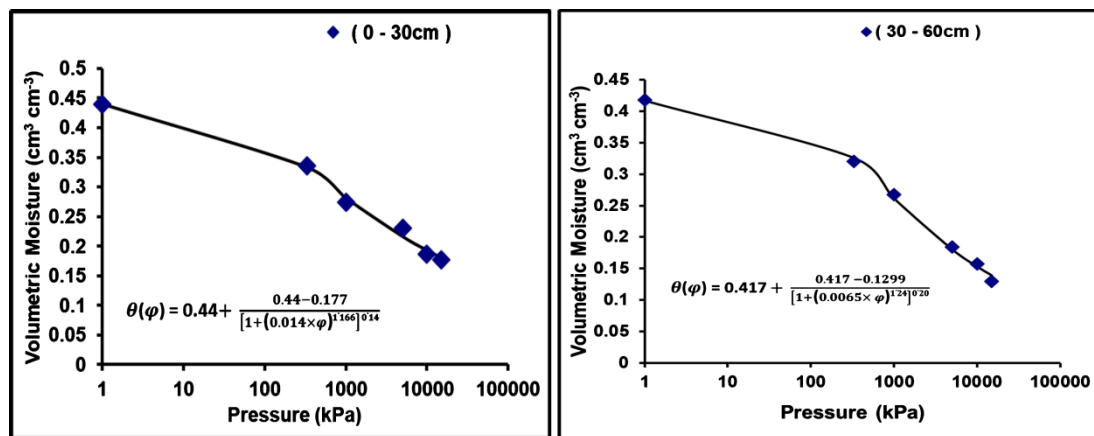 ( 0 - 30cm )
Volumetric Moisture (cm³ cm⁻³)
0.5
0.45
0.4
0.35
0.3
0.25
0.2
0.15
0.1
0.05
0
θ(φ) = 0.44+ 0.44−0.177 / [1+(0.014×φ)^1'166]^0'14
1 10 100 1000 10000 100000
Pressure (kPa)
( 30 - 60cm )
Volumetric Moisture (cm³ cm⁻³)
0.45
0.4
0.35
0.3
0.25
0.2
0.15
0.1
0.05
0
θ(φ) = 0.417 + 0.417 −0.1299 / [1+(0.0065× φ)^1'24]^0'20
1 10 100 1000 10000 100000
Pressure (kPa)